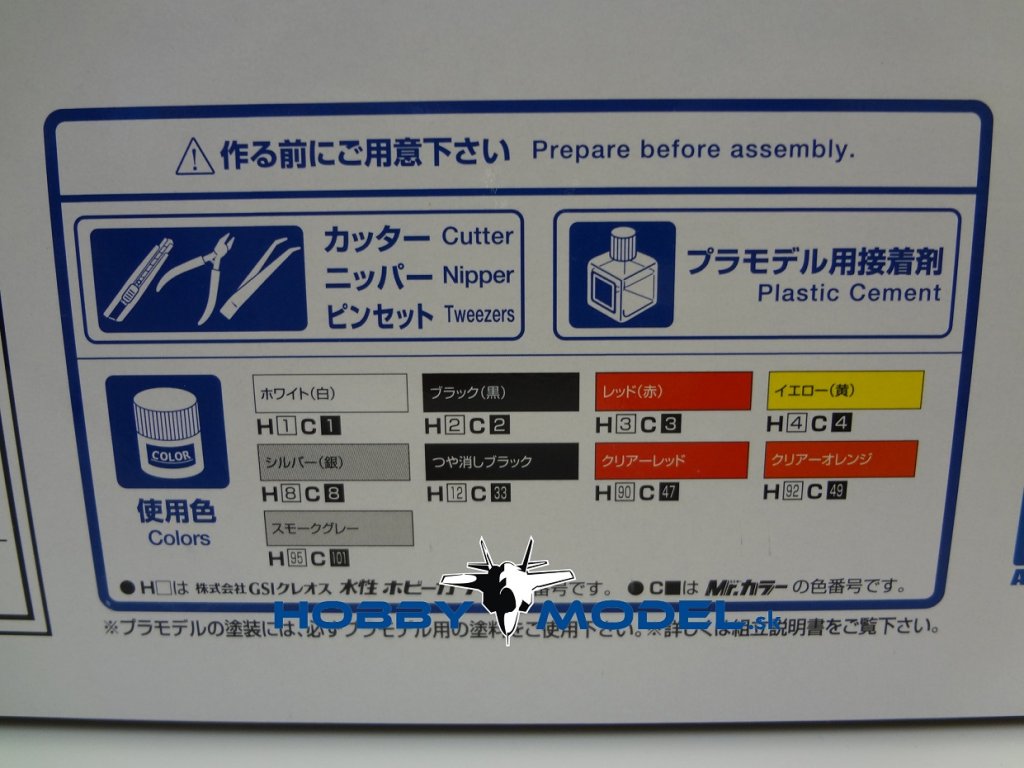 作る前にご用意下さい Prepare before assembly.
カッター Cutter
ニッパー Nipper
ピンセット Tweezers
プラモデル用接着剤
Plastic Cement
COLOR
使用色
Colors
ホワイト(白) ブラック(黒) レッド(赤) イエロー(黄)
H1 C1 H2 C2 H3 C3 H4 C4
シルバー(銀) つや消しブラック クリアーレッド クリアーオレンジ
H8 C8 H12 C33 H90 C47 H92 C49
スモークグレー
H95 C101
●H□は 株式会社GSIクレオス 水性 ホビーカ 番号です。 ●C■は Mr.カラーの色番号です。
HOBBY MODEL.sk
※プラモデルの塗装には、必ずプラモデル用の塗料をご使用下さい。※詳しくは組立説明書をご覧下さい。